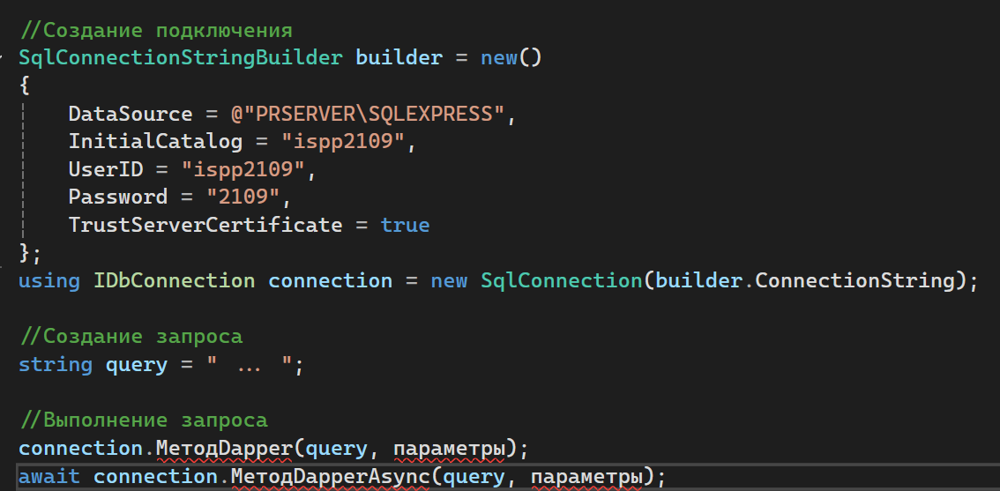 //Создание подключения
SqlConnectionStringBuilder builder = new()
{
DataSource = @"PRSERVER\SQLEXPRESS",
InitialCatalog = "ispp2109",
UserID = "ispp2109",
Password = "2109",
TrustServerCertificate = true
};
using IDbConnection connection = new SqlConnection(builder.ConnectionString);
//Создание запроса
string query = " ... ";
//Выполнение запроса
connection.МетодDapper(query, параметры);
await connection.МетодDapperAsync(query, параметры);